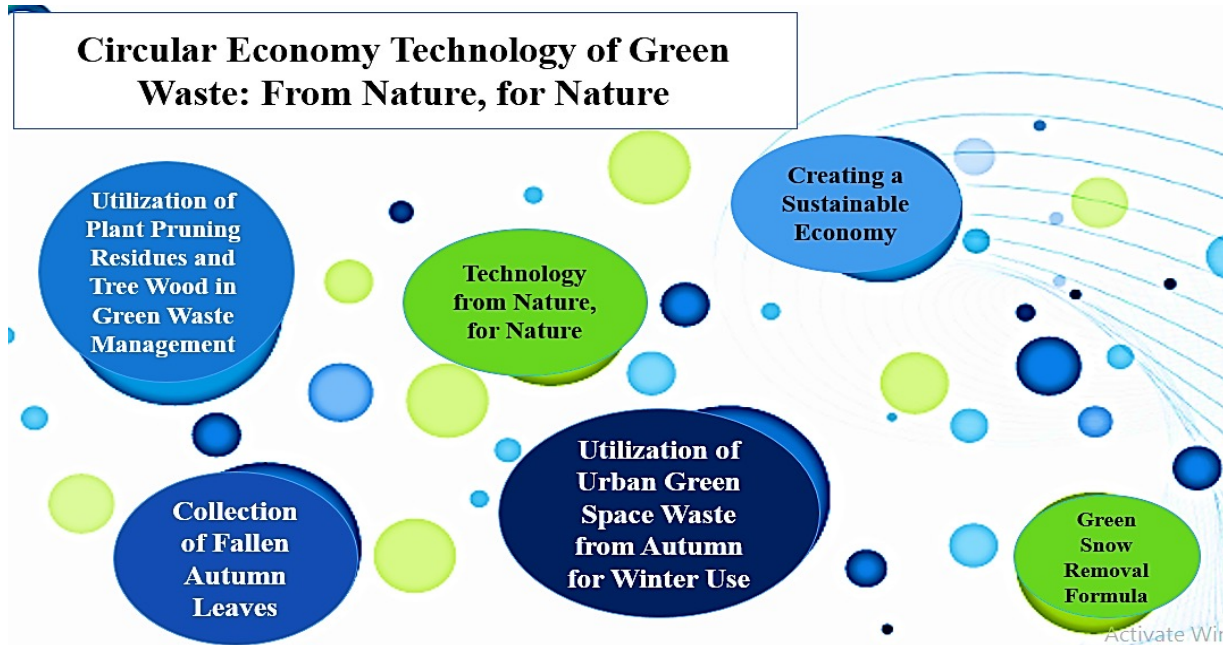 Circular Economy Technology of Green
Waste: From Nature, for Nature
Utilization of
Plant Pruning
Residues and
Tree Wood in
Green Waste
Management
Technology
from Nature,
for Nature
Creating a
Sustainable
Economy
Collection
of Fallen
Autumn
Leaves
Utilization of
Urban Green
Space Waste
from Autumn
for Winter Use
Green
Snow
Removal
Formula
Activate Wi